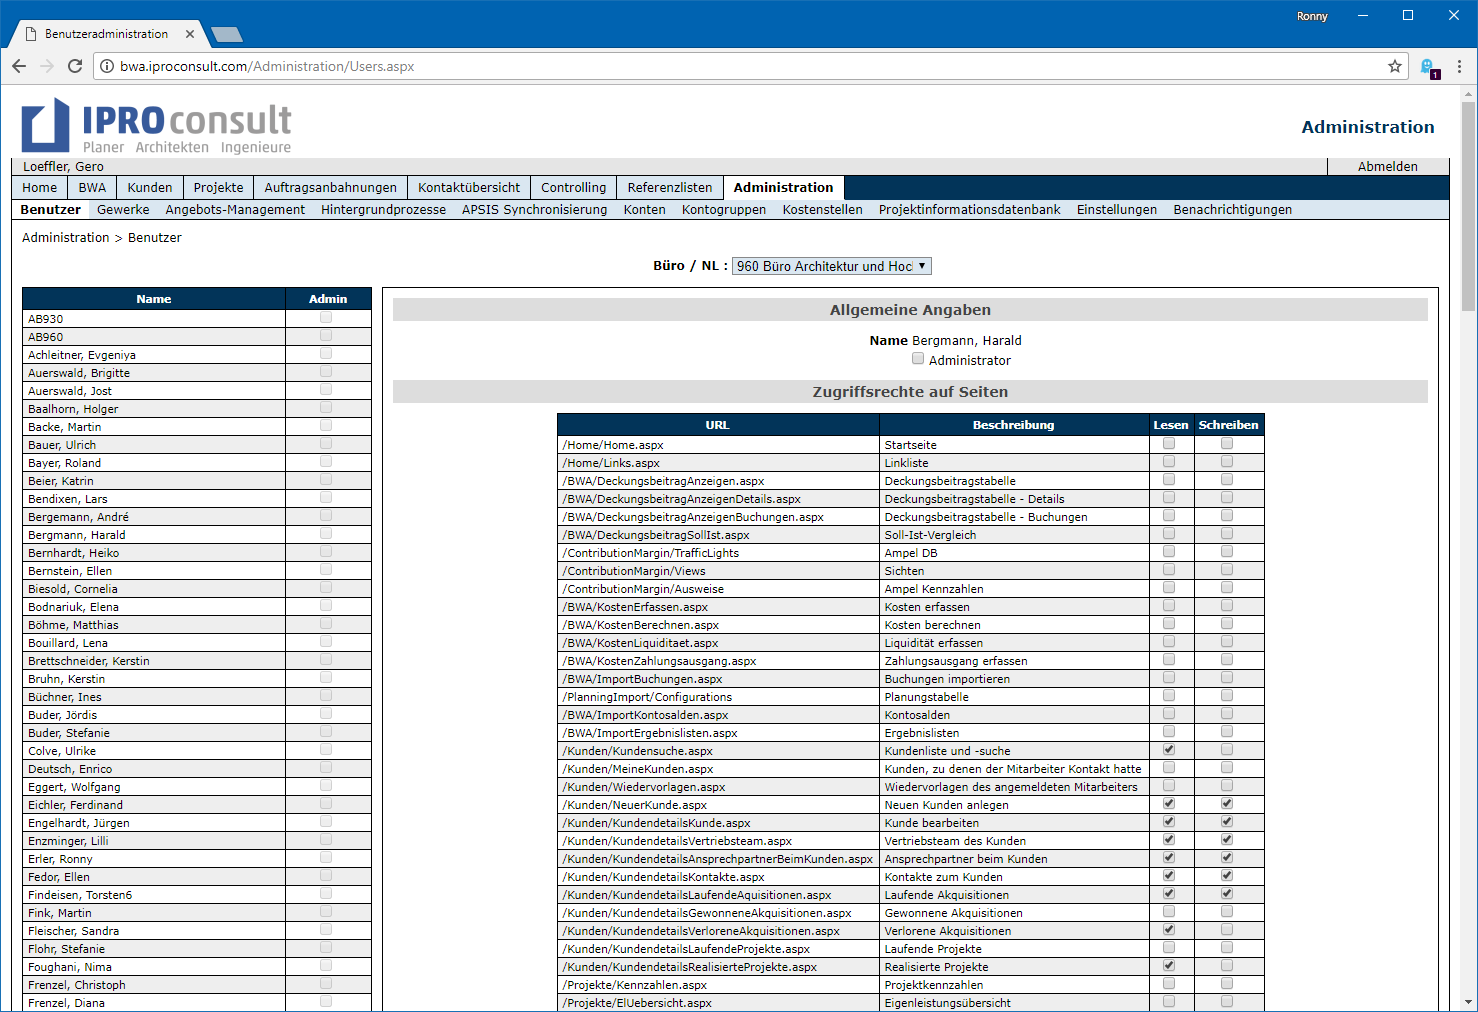 Ronny
Benutzeradministration
bwa.iproconsult.com/Administration/Users.aspx
1
IPROconsult
Planer Architekten Ingenieure
Administration
Loeffler, Gero
Abmelden
Home BWA Kunden Projekte Auftragsanbahnungen Kontaktübersicht Controlling Referenzlisten Administration
Benutzer Gewerke Angebots-Management Hintergrundprozesse APSIS Synchronisierung Konten Kontogruppen Kostenstellen Projektinformationsdatenbank Einstellungen Benachrichtigungen
Administration > Benutzer
Büro / NL : 960 Büro Architektur und Hoc
Name Admin
AB930
AB960
Achleitner, Evgeniya
Auerswald, Brigitte
Auerswald, Jost
Baalhorn, Holger
Backe, Martin
Bauer, Ulrich
Bayer, Roland
Beier, Katrin
Bendixen, Lars
Bergemann, André
Bergmann, Harald
Bernhardt, Heiko
Bernstein, Ellen
Biesold, Cornelia
Bodnariuk, Elena
Böhme, Matthias
Bouillard, Lena
Brettschneider, Kerstin
Bruhn, Kerstin
Büchner, Ines
Buder, Jördis
Buder, Stefanie
Colve, Ulrike
Deutsch, Enrico
Eggert, Wolfgang
Eichler, Ferdinand
Engelhardt, Jürgen
Enzminger, Lilli
Erler, Ronny
Fedor, Ellen
Findeisen, Torsten6
Fink, Martin
Fleischer, Sandra
Flohr, Stefanie
Foughani, Nima
Frenzel, Christoph
Frenzel, Diana
Allgemeine Angaben
Name Bergmann, Harald
Administrator
Zugriffsrechte auf Seiten
URL Beschreibung Lesen Schreiben
/Home/Home.aspx Startseite
/Home/Links.aspx Linkliste
/BWA/DeckungsbeitragAnzeigen.aspx Deckungsbeitragstabelle
/BWA/DeckungsbeitragAnzeigenDetails.aspx Deckungsbeitragstabelle - Details
/BWA/DeckungsbeitragAnzeigenBuchungen.aspx Deckungsbeitragstabelle - Buchungen
/BWA/DeckungsbeitragSollIst.aspx Soll-Ist-Vergleich
/ContributionMargin/TrafficLights Ampel DB
/ContributionMargin/Views Sichten
/ContributionMargin/Ausweise Ampel Kennzahlen
/BWA/KostenErfassen.aspx Kosten erfassen
/BWA/KostenBerechnen.aspx Kosten berechnen
/BWA/KostenLiquiditaet.aspx Liquidität erfassen
/BWA/KostenZahlungsausgang.aspx Zahlungsausgang erfassen
/BWA/ImportBuchungen.aspx Buchungen importieren
/PlanningImport/Configurations Planungstabelle
/BWA/ImportKontosalden.aspx Kontosalden
/BWA/ImportErgebnislisten.aspx Ergebnislisten
/Kunden/Kundensuche.aspx Kundenliste und -suche
/Kunden/MeineKunden.aspx Kunden, zu denen der Mitarbeiter Kontakt hatte
/Kunden/Wiedervorlagen.aspx Wiedervorlagen des angemeldeten Mitarbeiters
/Kunden/NeuerKunde.aspx Neuen Kunden anlegen
/Kunden/KundendetailsKunde.aspx Kunde bearbeiten
/Kunden/KundendetailsVertriebsteam.aspx Vertriebsteam des Kunden
/Kunden/KundendetailsAnsprechpartnerBeimKunden.aspx Ansprechpartner beim Kunden
/Kunden/KundendetailsKontakte.aspx Kontakte zum Kunden
/Kunden/KundendetailsLaufendeAquisitionen.aspx Laufende Akquisitionen
/Kunden/KundendetailsGewonneneAkquisitionen.aspx Gewonnene Akquisitionen
/Kunden/KundendetailsVerloreneAkquisitionen.aspx Verlorene Akquisitionen
/Kunden/KundendetailsLaufendeProjekte.aspx Laufende Projekte
/Kunden/KundendetailsRealisierteProjekte.aspx Realisierte Projekte
/Projekte/Kennzahlen.aspx Projektkennzahlen
/Projekte/ElUebersicht.aspx Eigenleistungsübersicht